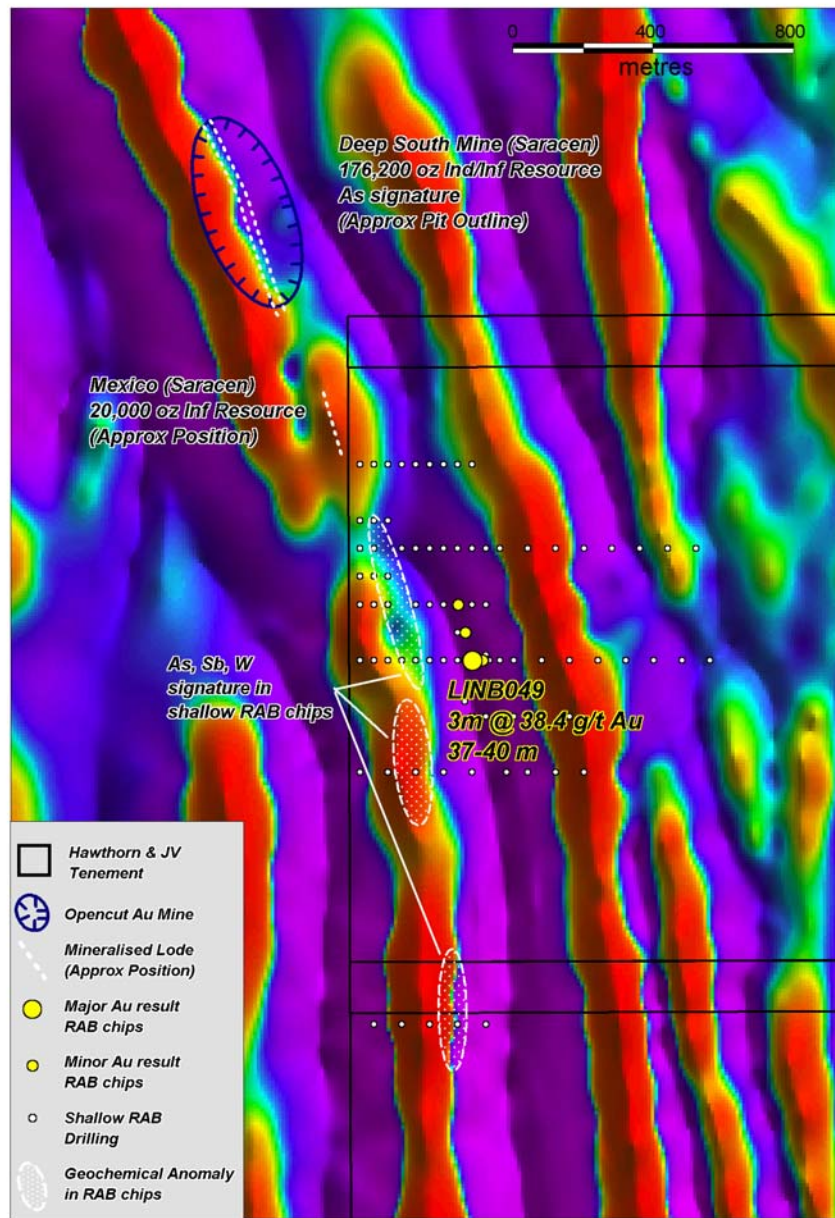 0 400 800
metres
Deep South Mine (Saracen)
176,200 oz Ind/Inf Resource
As signature
(Approx Pit Outline)
Mexico (Saracen)
20,000 oz Inf Resource
(Approx Position)
As, Sb, W
signature in
shallow RAB chips
LINB049
3m @ 38.4 g/t Au
37-40 m
Hawthorn & JV
Tenement
Opencut Au Mine
Mineralised Lode
(Approx Position)
Major Au result
RAB chips
Minor Au result
RAB chips
Shallow RAB
Drilling
Geochemical Anomaly
in RAB chips